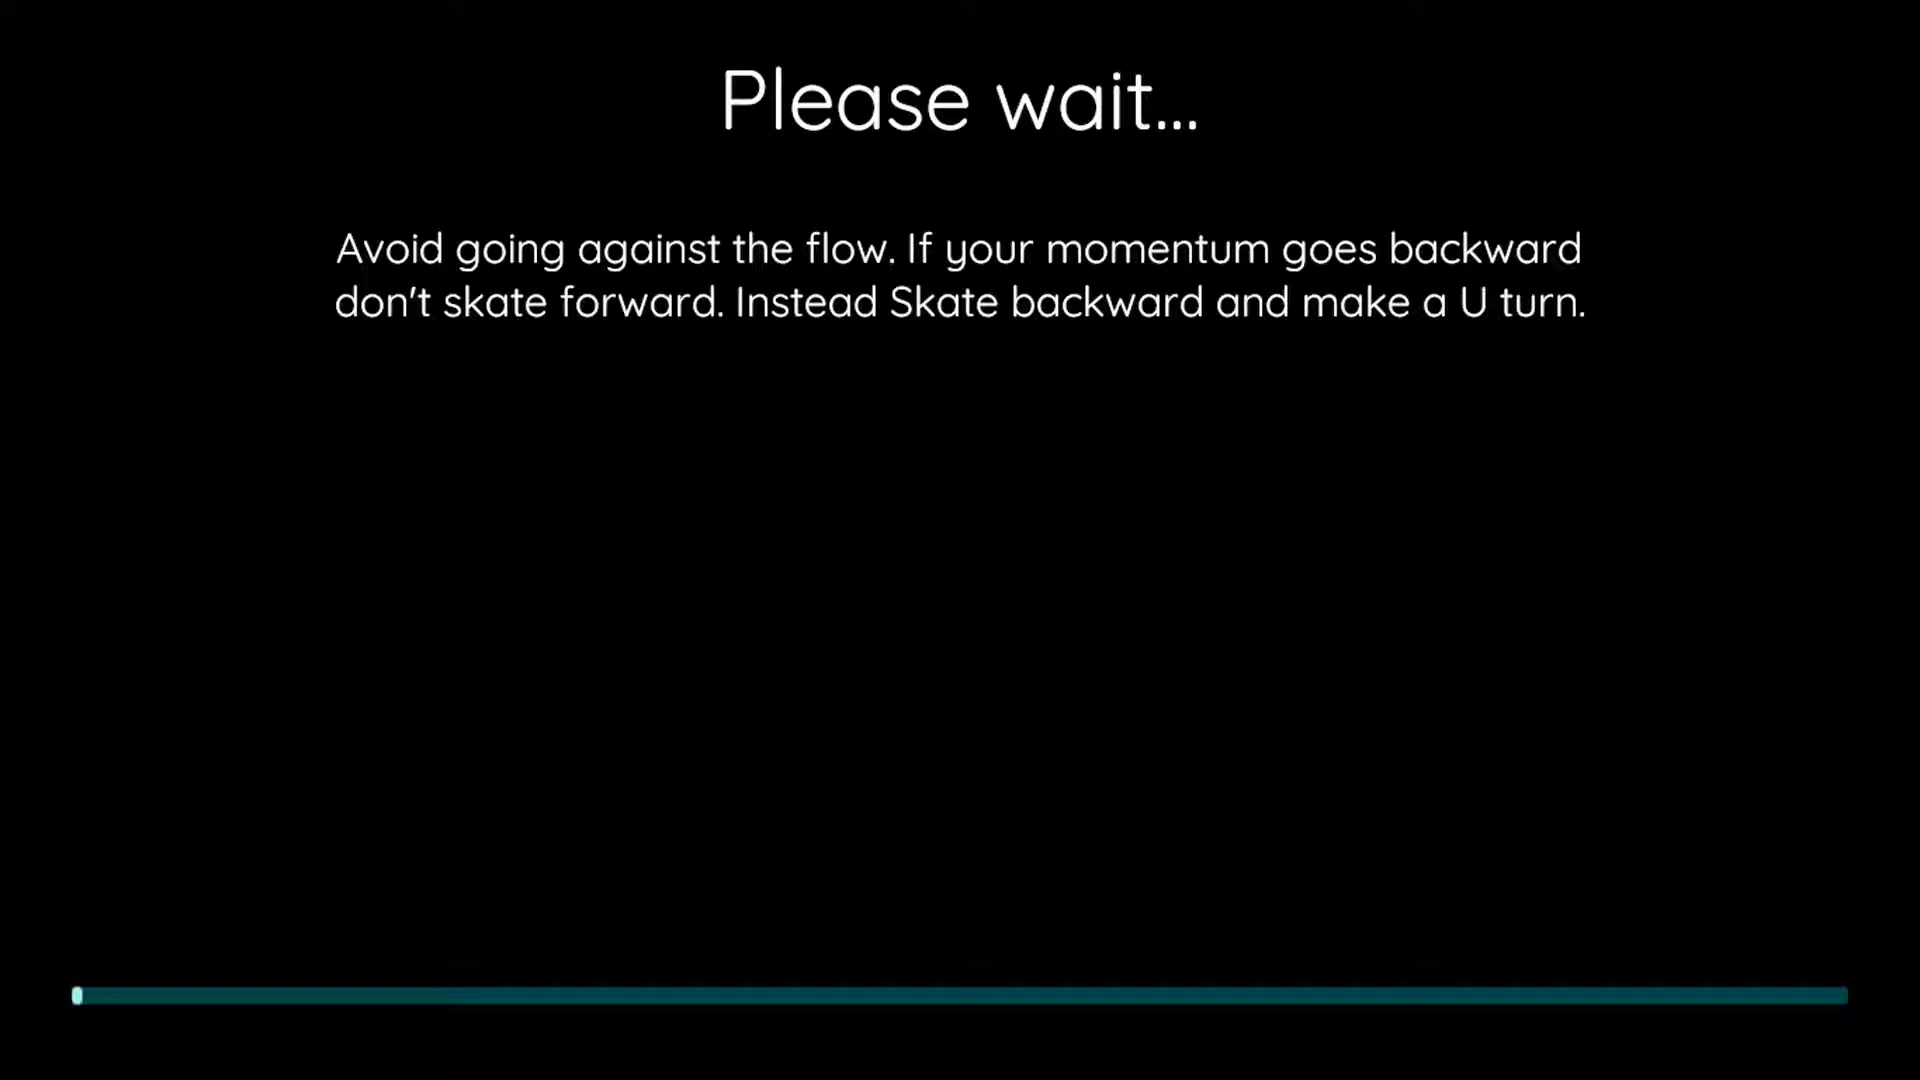 Please wait...
Avoid going against the flow. If your momentum goes backward
don't skate forward. Instead Skate backward and make a U turn.